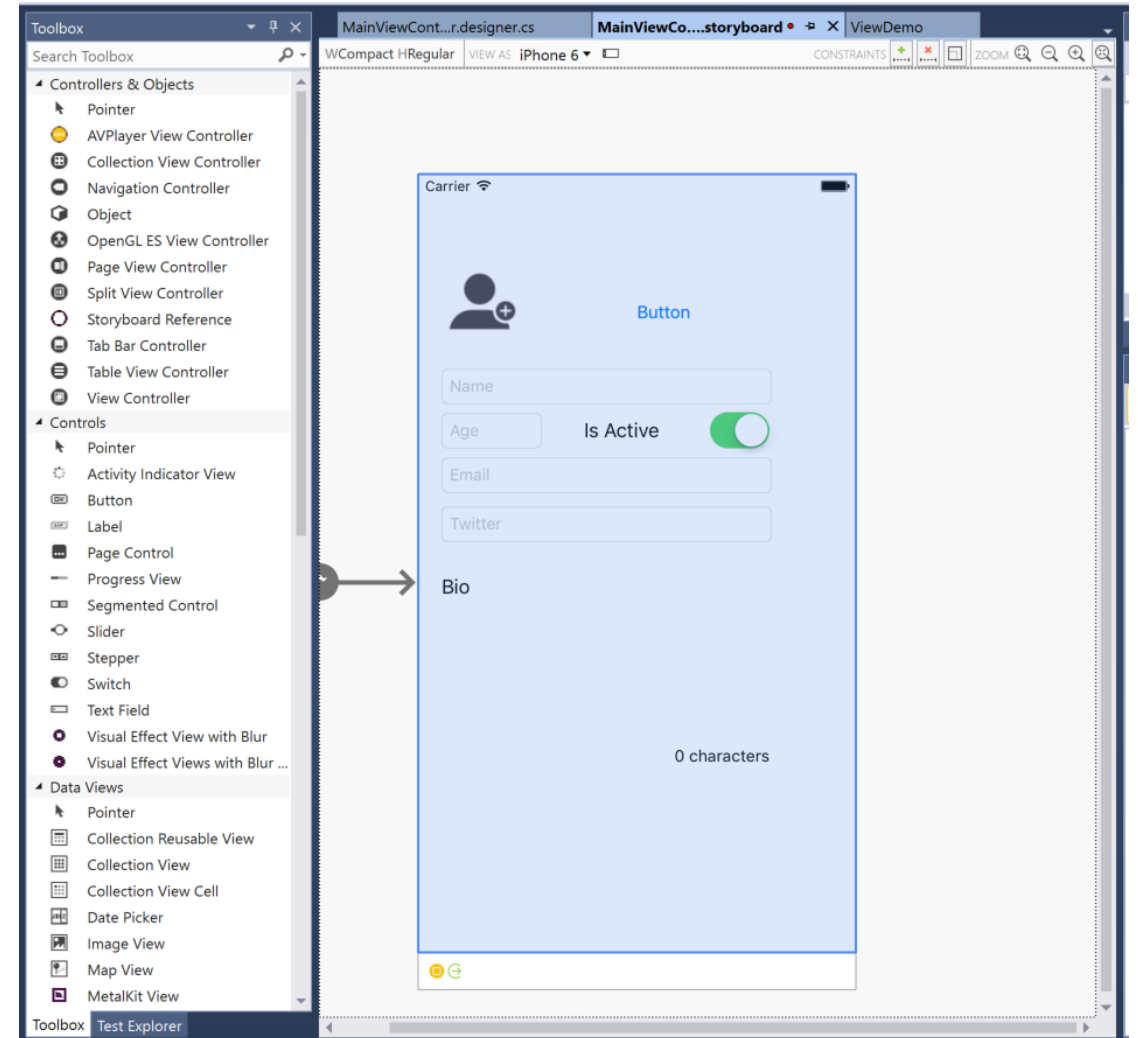 Toolbox
Search Toolbox
Controllers & Objects
Pointer
AVPlayer View Controller
Collection View Controller
Navigation Controller
Object
OpenGL ES View Controller
Page View Controller
Split View Controller
Storyboard Reference
Tab Bar Controller
Table View Controller
View Controller
Controls
Pointer
Activity Indicator View
Button
Label
Page Control
Progress View
Segmented Control
Slider
Stepper
Switch
Text Field
Visual Effect View with Blur
Visual Effect Views with Blur ...
Data Views
Pointer
Collection Reusable View
Collection View
Collection View Cell
Date Picker
Image View
Map View
MetalKit View
Toolbox Test Explorer
MainViewCont...r.designer.cs MainViewCo....storyboard ViewDemo
WCompact HRegular VIEW AS iPhone 6 CONSTRAINTS ZOOM
Carrier
Button
Name
Age Is Active
Email
Twitter
Bio
0 characters